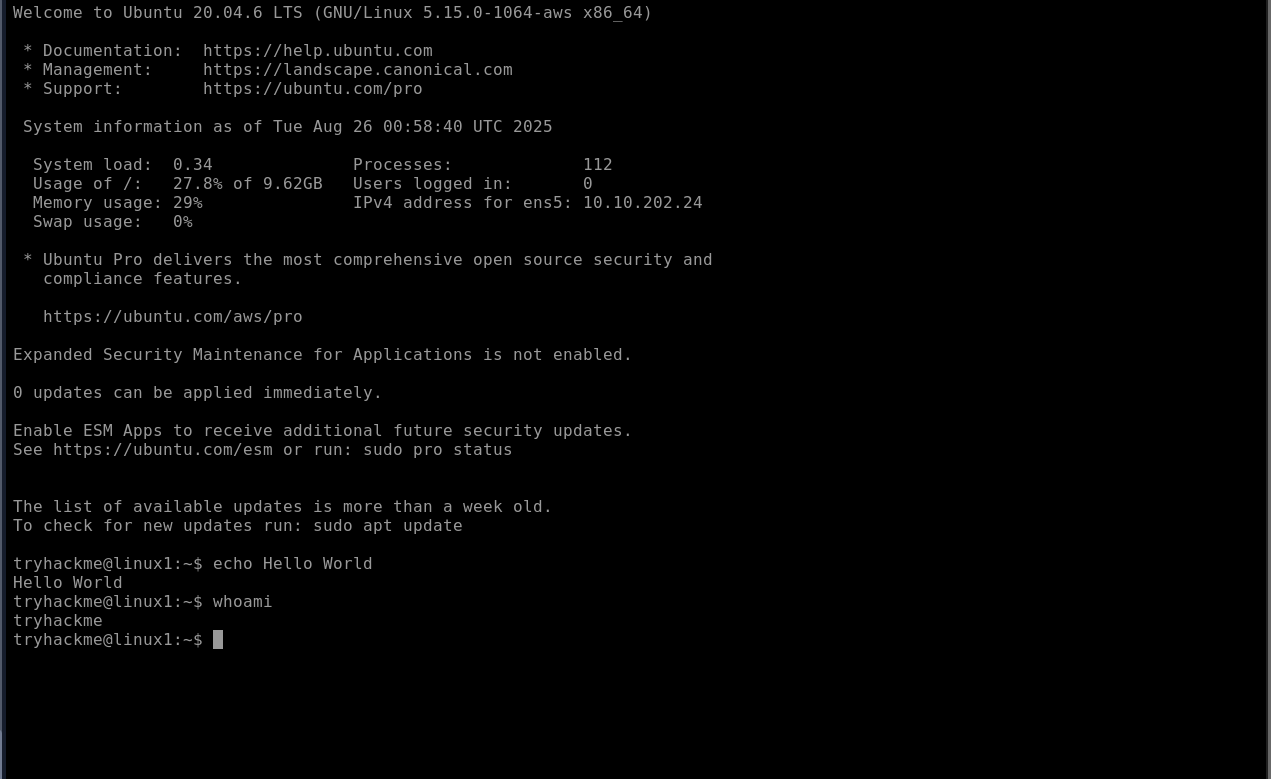 Welcome to Ubuntu 20.04.6 LTS (GNU/Linux 5.15.0-1064-aws x86_64)
* Documentation:  https://help.ubuntu.com
* Management:     https://landscape.canonical.com
* Support:        https://ubuntu.com/pro
System information as of Tue Aug 26 00:58:40 UTC 2025
System load:  0.34              Processes:             112
Usage of /:   27.8% of 9.62GB   Users logged in:       0
Memory usage: 29%               IPv4 address for ens5: 10.10.202.24
Swap usage:   0%
* Ubuntu Pro delivers the most comprehensive open source security and
compliance features.
https://ubuntu.com/aws/pro
Expanded Security Maintenance for Applications is not enabled.
0 updates can be applied immediately.
Enable ESM Apps to receive additional future security updates.
See https://ubuntu.com/esm or run: sudo pro status
The list of available updates is more than a week old.
To check for new updates run: sudo apt update
tryhackme@linux1:~$ echo Hello World
Hello World
tryhackme@linux1:~$ whoami
tryhackme
tryhackme@linux1:~$